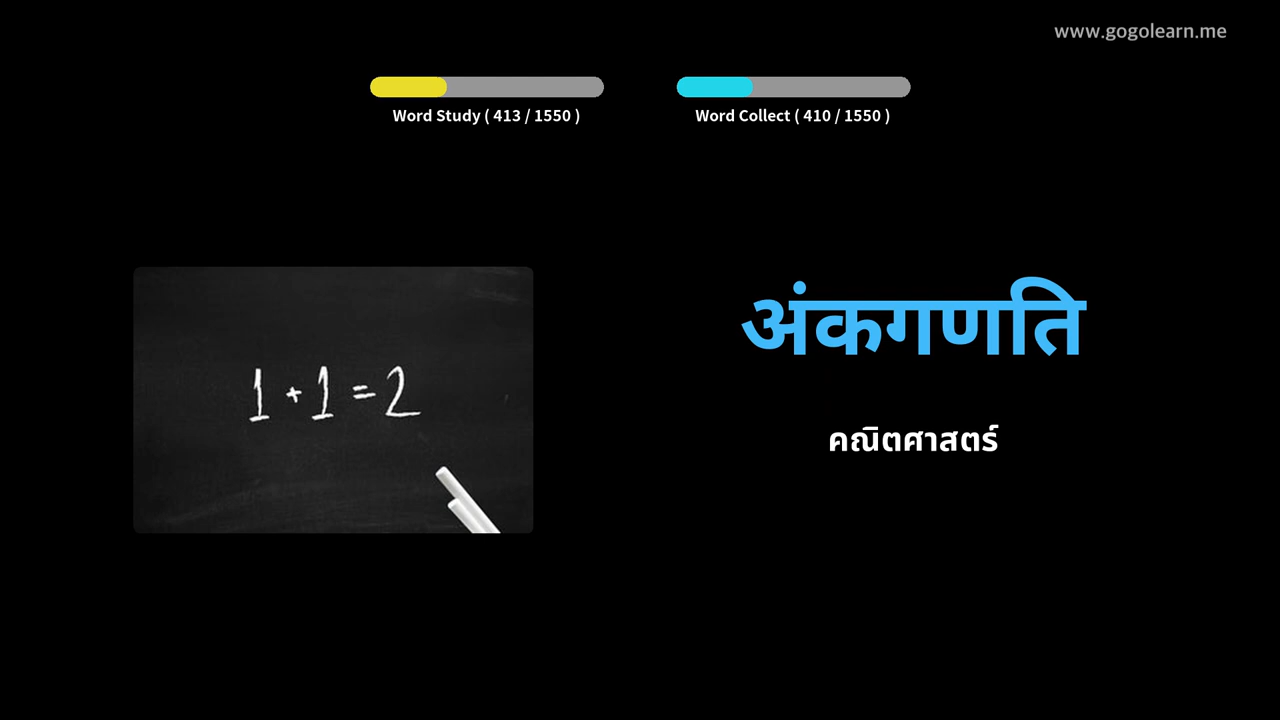 www.gogolearn.me
Word Study ( 413 / 1550 )
Word Collect ( 410 / 1550 )
1 + 1 = 2
अंकगणति
คณิตศาสตร์